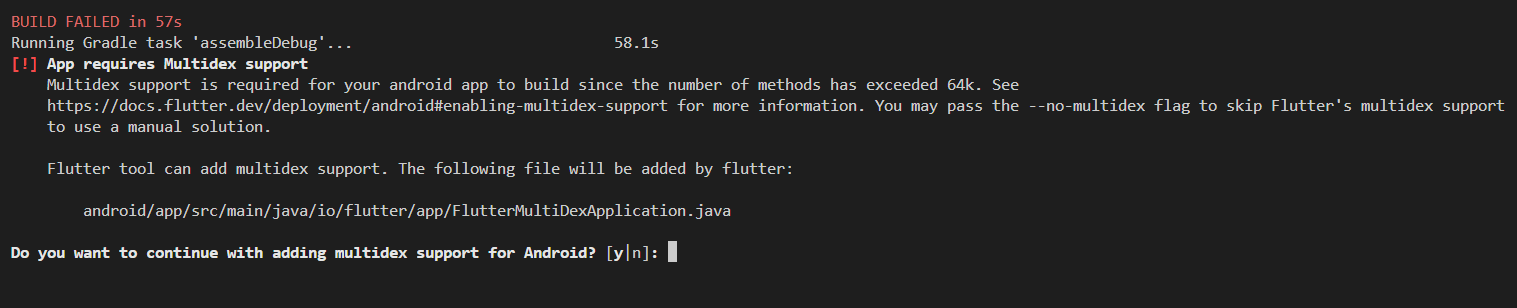 BUILD FAILED in 57s
Running Gradle task 'assembleDebug'... 58.1s
[!] App requires Multidex support
Multidex support is required for your android app to build since the number of methods has exceeded 64k. See
https://docs.flutter.dev/deployment/android#enabling-multidex-support for more information. You may pass the --no-multidex flag to skip Flutter's multidex support
to use a manual solution.
Flutter tool can add multidex support. The following file will be added by flutter:
android/app/src/main/java/io/flutter/app/FlutterMultiDexApplication.java
Do you want to continue with adding multidex support for Android? [y|n]: